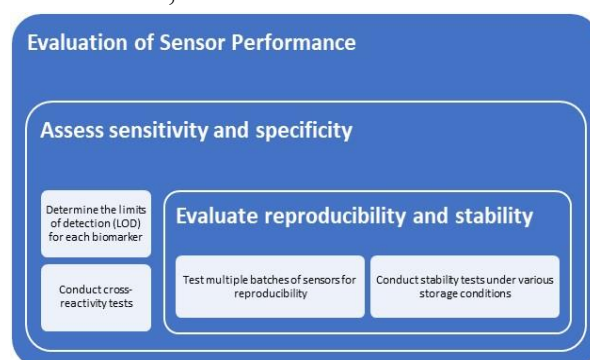 Evaluation of Sensor Performance
Assess sensitivity and specificity
Determine the limits
of detection (LOD)
for each biomarker
Conduct cross-
reactivity tests
Evaluate reproducibility and stability
Test multiple batches of sensors for
reproducibility
Conduct stability tests under various
storage conditions